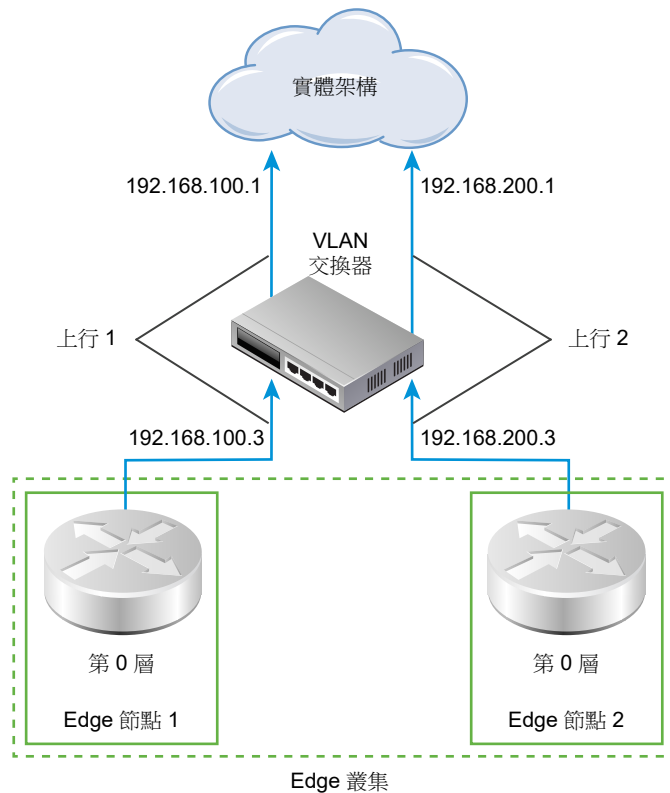 實體架構
192.168.100.1
192.168.200.1
VLAN
交換器
上行 1
上行 2
192.168.100.3
192.168.200.3
第 0 層
第 0 層
Edge 節點 1
Edge 節點 2
Edge 叢集